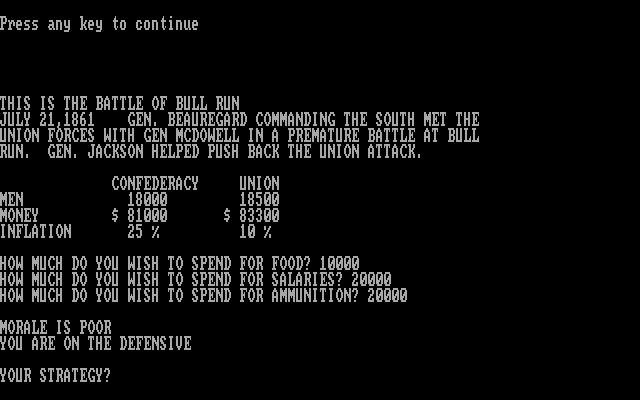 Press any key to continue
THIS IS THE BATTLE OF BULL RUN
JULY 21,1861    GEN. BEAUREGARD COMMANDING THE SOUTH MET THE
UNION FORCES WITH GEN MCDOWELL IN A PREMATURE BATTLE AT BULL
RUN.  GEN. JACKSON HELPED PUSH BACK THE UNION ATTACK.
CONFEDERACY     UNION
MEN             18000         18500
MONEY         $ 81000       $ 83300
INFLATION       25 %          10 %
HOW MUCH DO YOU WISH TO SPEND FOR FOOD? 10000
HOW MUCH DO YOU WISH TO SPEND FOR SALARIES? 20000
HOW MUCH DO YOU WISH TO SPEND FOR AMMUNITION? 20000
MORALE IS POOR
YOU ARE ON THE DEFENSIVE
YOUR STRATEGY?